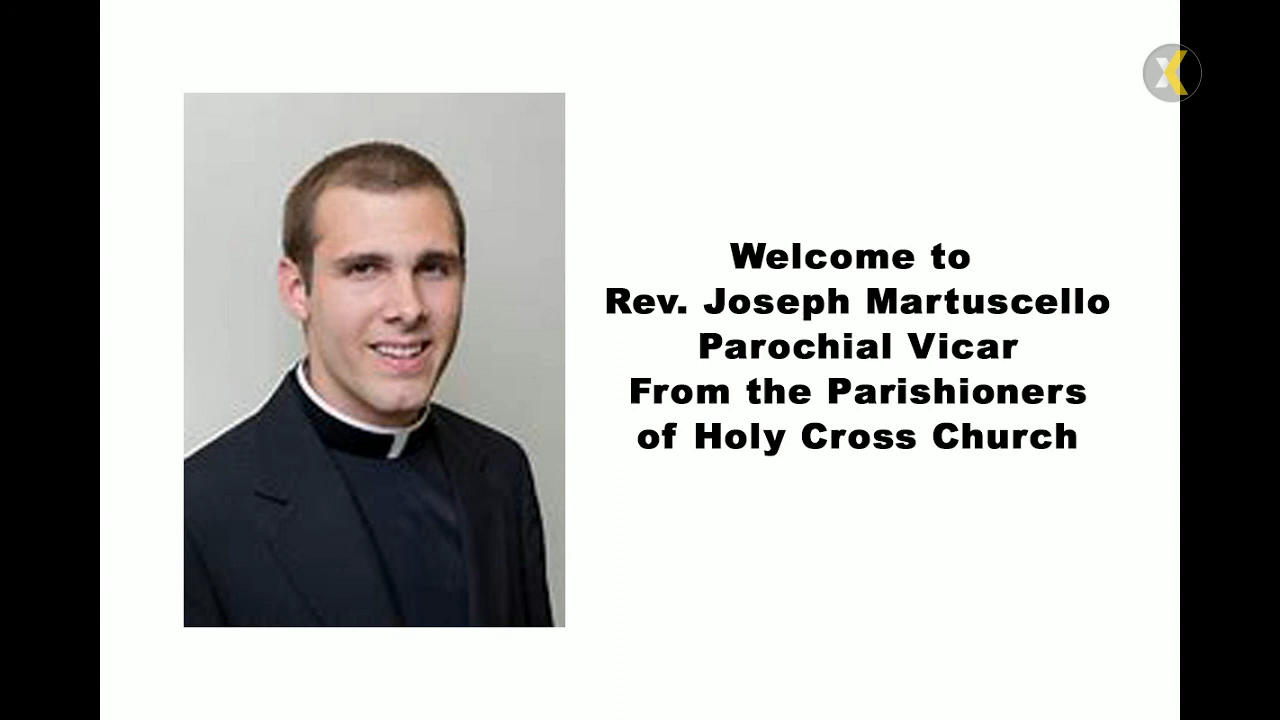 Welcome to
Rev. Joseph Martuscello
Parochial Vicar
From the Parishioners
of Holy Cross Church